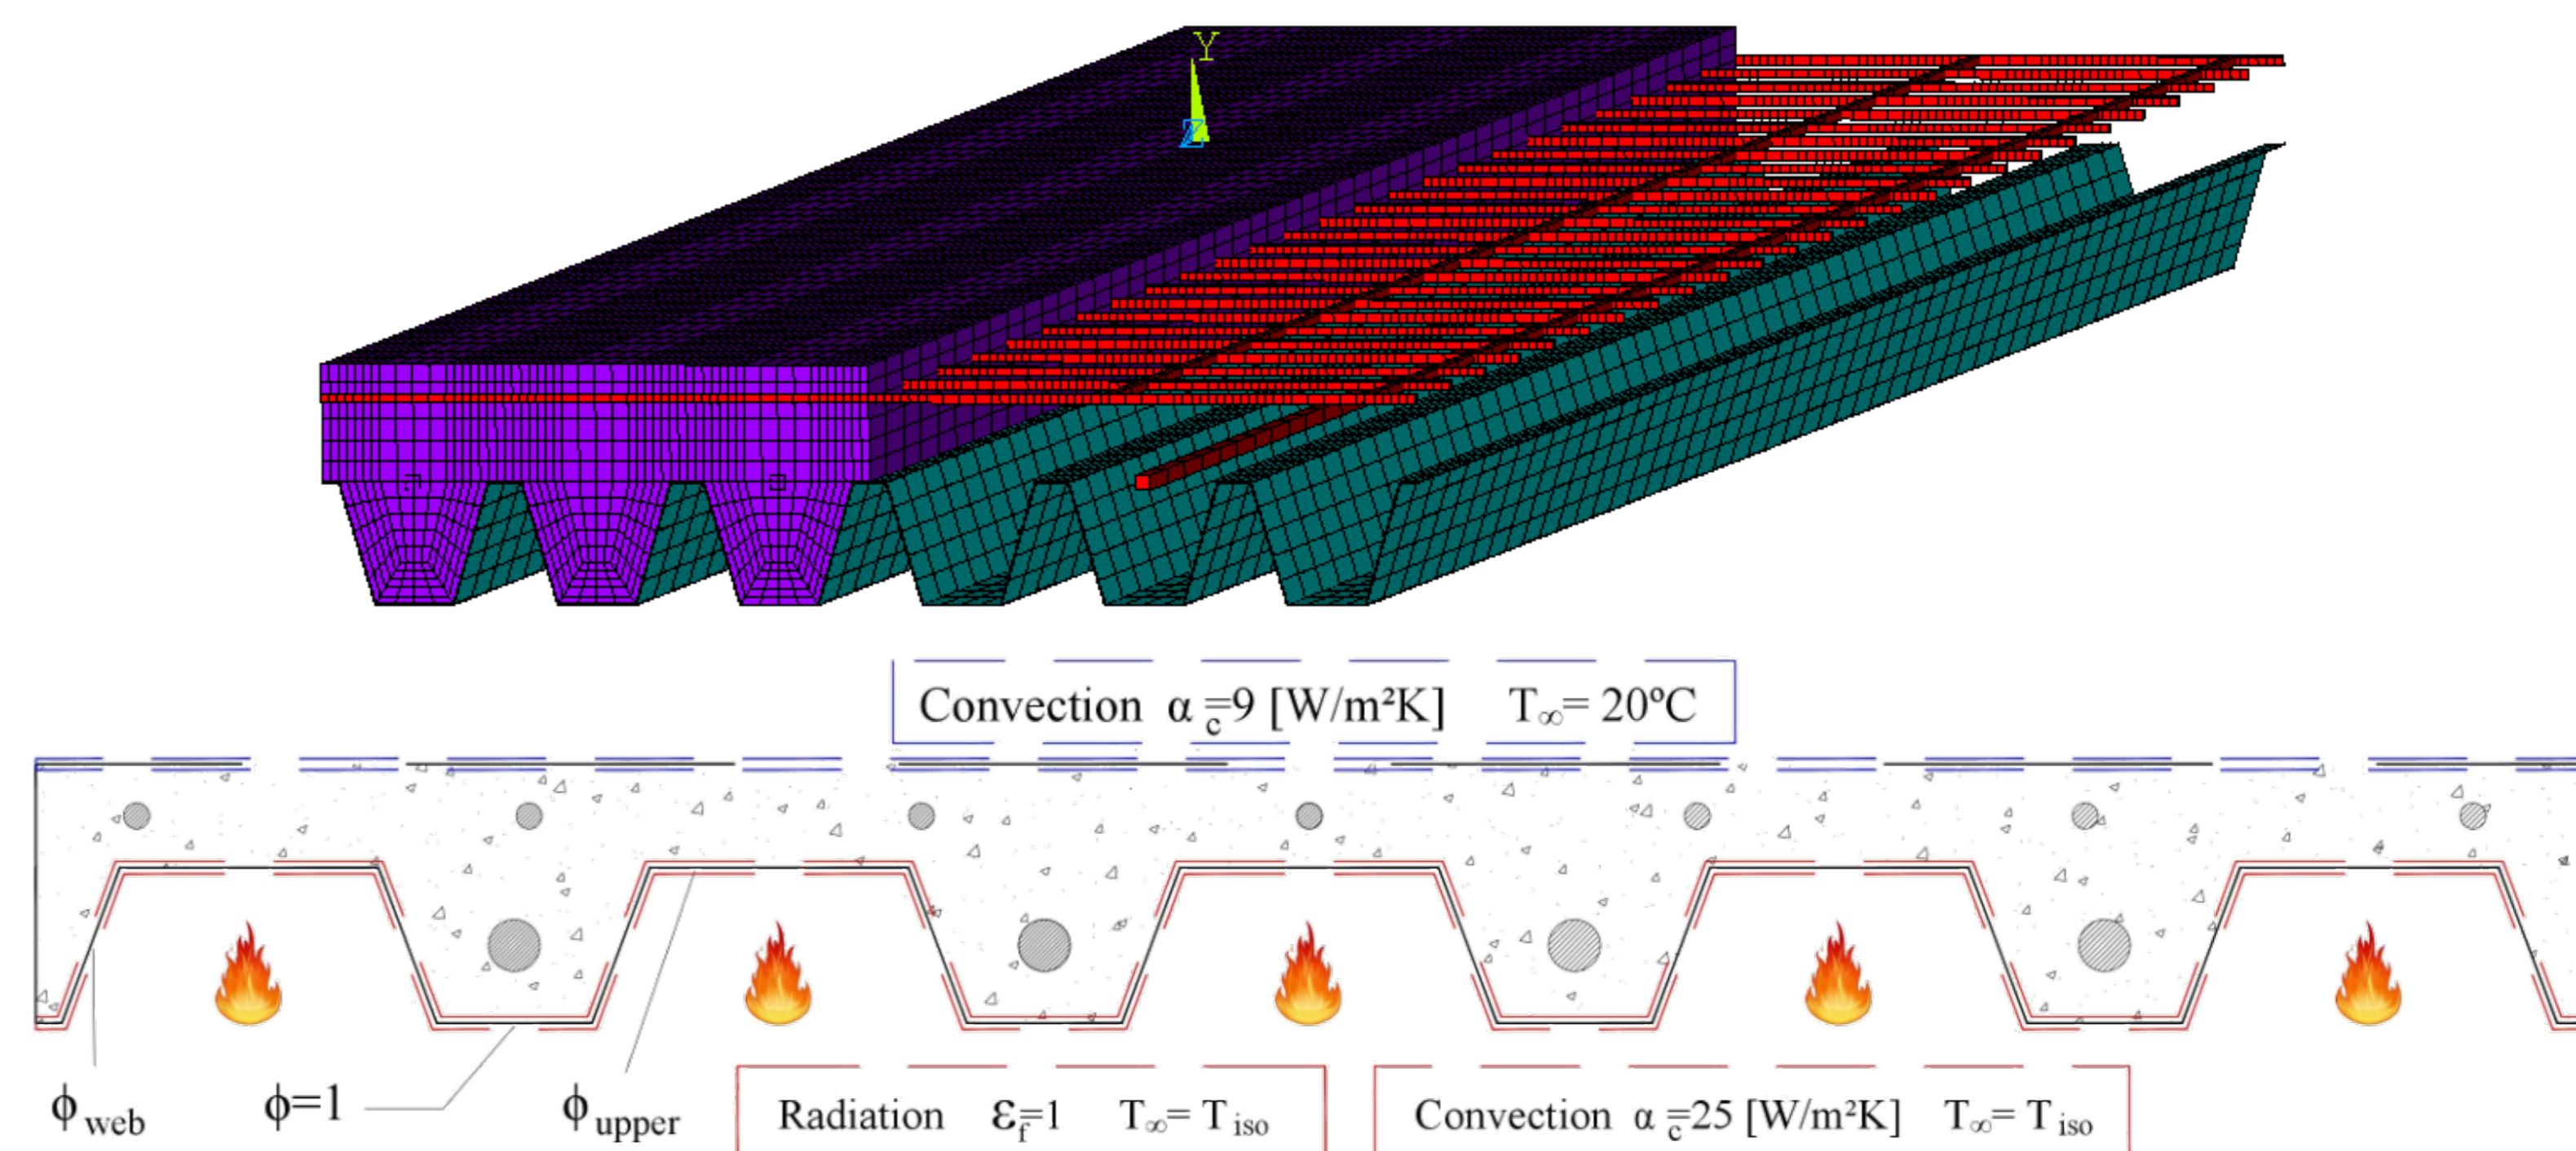 Y
Z
Convection α c=9 [W/m²K] T∞= 20ºC
ϕ web
ϕ=1
ϕ upper
Radiation εf=1 T∞= T iso
Convection α c=25 [W/m²K] T∞= T iso